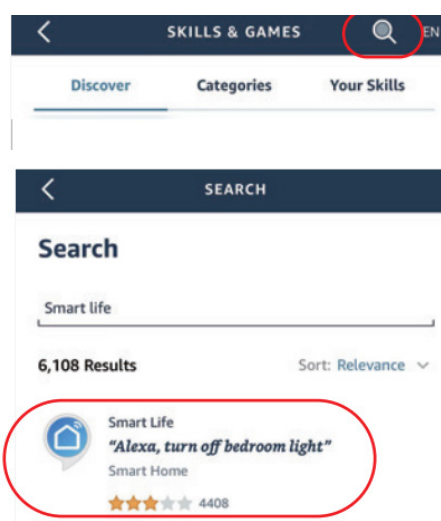 SKILLS & GAMES EN
Discover Categories Your Skills
SEARCH
Search
Smart life
6,108 Results Sort: Relevance
Smart Life
"Alexa, turn off bedroom light"
Smart Home
4408